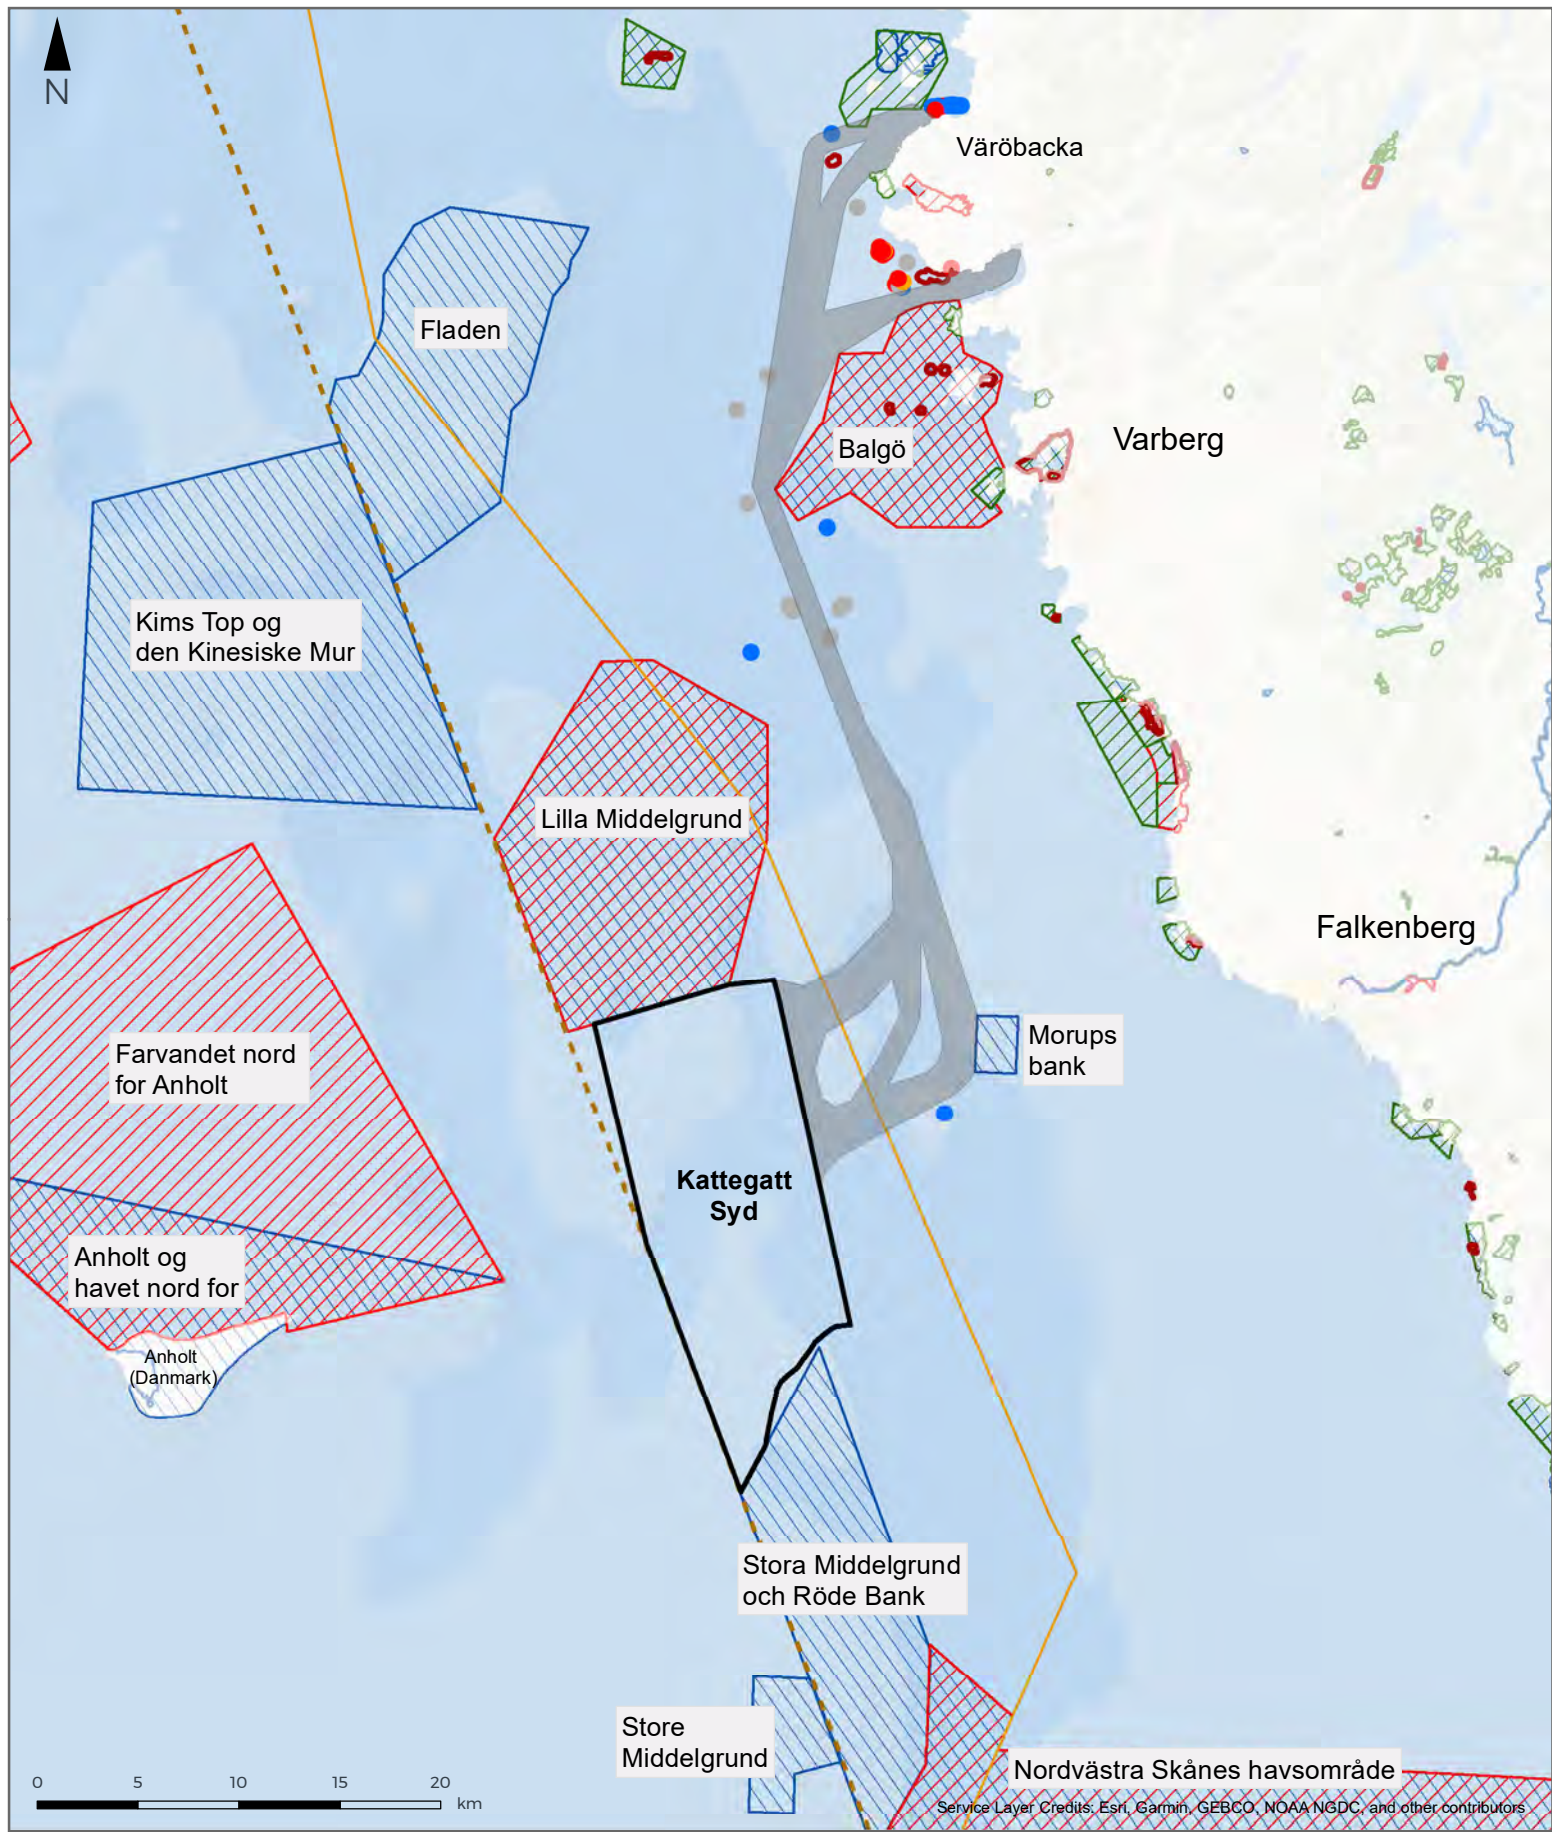 N
Väröbacka
Fladen
Balgö
Varberg
Kims Top og
den Kinesiske Mur
Lilla Middelgrund
Falkenberg
Farvandet nord
for Anholt
Morups
bank
Kattegatt
Syd
Anholt og
havet nord for
Anholt
(Danmark)
Stora Middelgrund
och Röde Bank
Store
Middelgrund
Nordvästra Skånes havsområde
0 5 10 15 20
km
Service Layer Credits: Esri, Garmin, GEBCO, NOAA NGDC, and other contributors